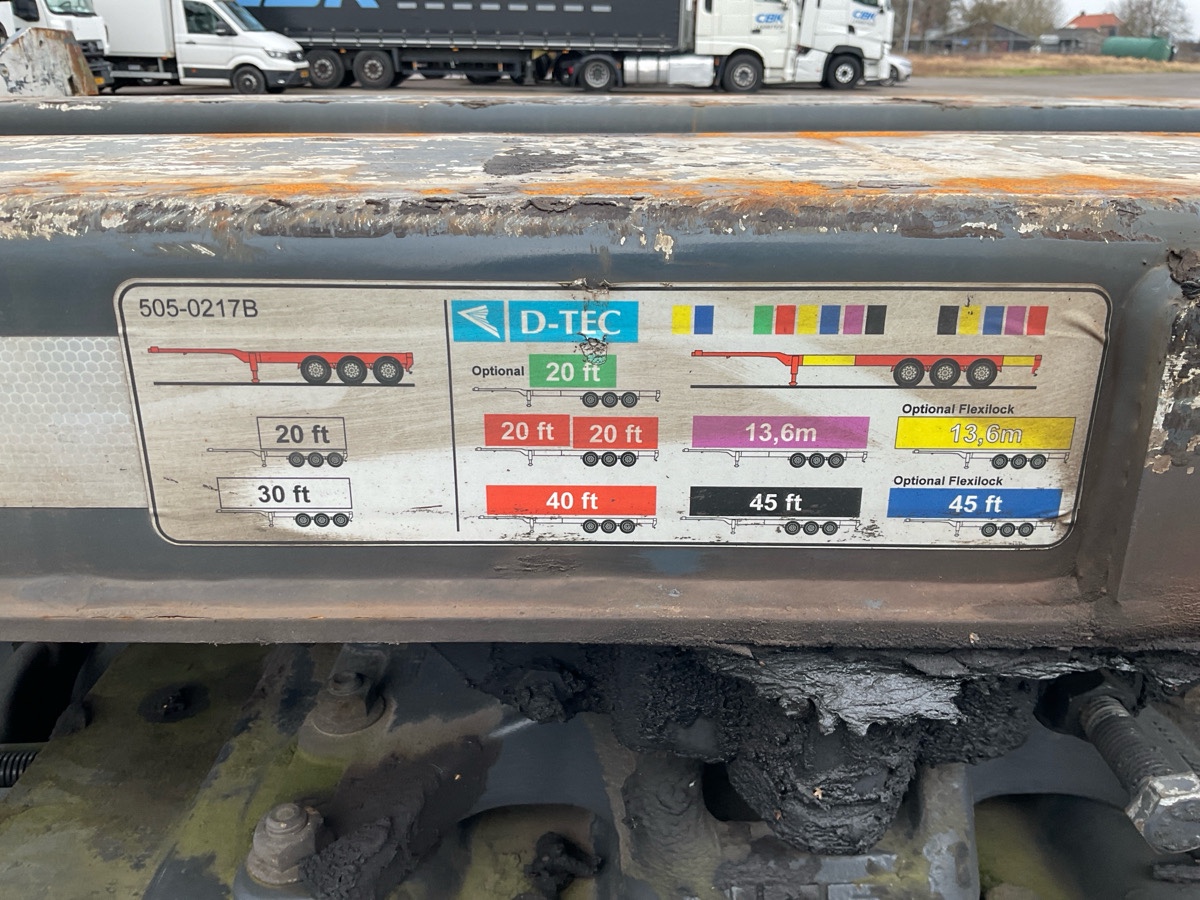 CBK
CBK
505-0217B
20 ft
30 ft
D-TEC
Optional 20 ft
20 ft 20 ft
40 ft
13,6m
45 ft
Optional Flexilock
13,6m
Optional Flexilock
45 ft